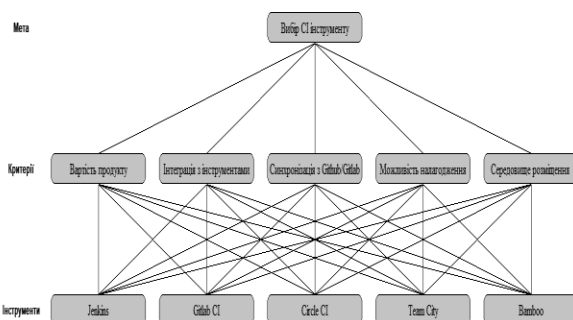 Мета
Вибір CI інструменту
Критерії
Вартість продукту
Інтеграція з інструментами
Синхронізація з Github/Gitlab
Можливість налагодження
Середовище розміщення
Інструменти
Jenkins
Gitlab CI
Circle CI
Team City
Bamboo